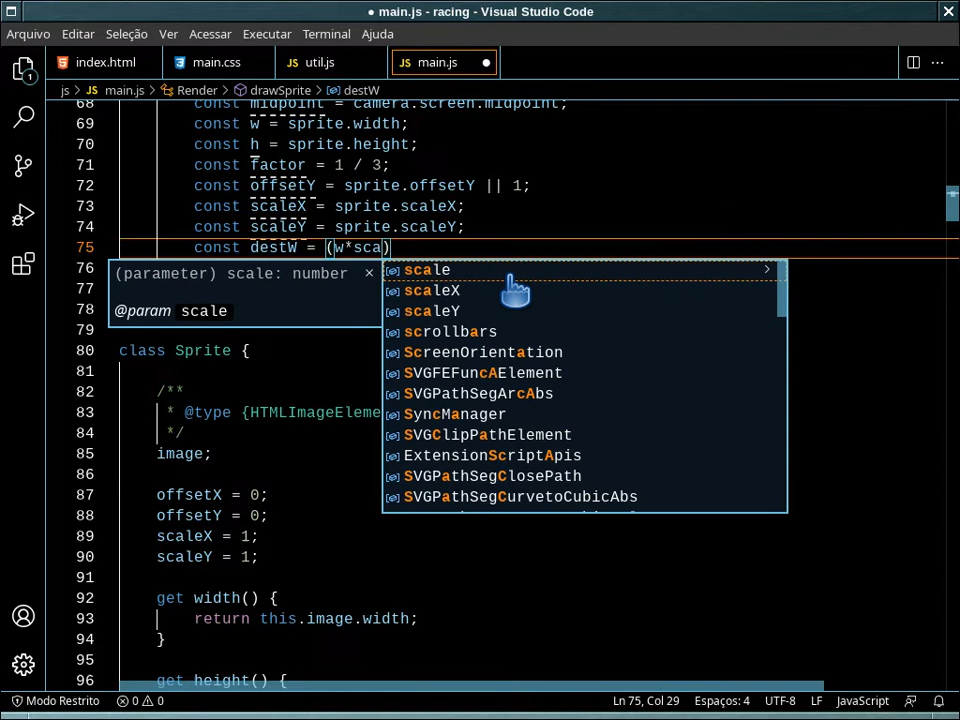 ● main.js - racing - Visual Studio Code
Arquivo Editar Seleção Ver Acessar Executar Terminal Ajuda
1
index.html main.css util.js JS main.js ●
js > JS main.js > Render > drawSprite > destW
68 const midpoint = camera.screen.midpoint;
69 const w = sprite.width;
70 const h = sprite.height;
71 const factor = 1 / 3;
72 const offsetY = sprite.offsetY || 1;
73 const scaleX = sprite.scaleX;
74 const scaleY = sprite.scaleY;
75 const destW = (w*sca)
76
77
78
79
(parameter) scale: number ×
@param scale
scale
scaleX
scaleY
scrollbars
ScreenOrientation
SVGFEFuncAElement
SVGPathSegArcAbs
SyncManager
SVGClipPathElement
ExtensionScriptApis
SVGPathSegClosePath
SVGPathSegCurvetoCubicAbs
80 class Sprite {
81
82 /**
83 * @type {HTMLImageEleme
84 */
85 image;
86
87 offsetX = 0;
88 offsetY = 0;
89 scaleX = 1;
90 scaleY = 1;
91
92 get width() {
93 return this.image.width;
94 }
95
96 get height() {
Modo Restrito 0 0 Ln 75, Col 29 Espaços: 4 UTF-8 LF JavaScript